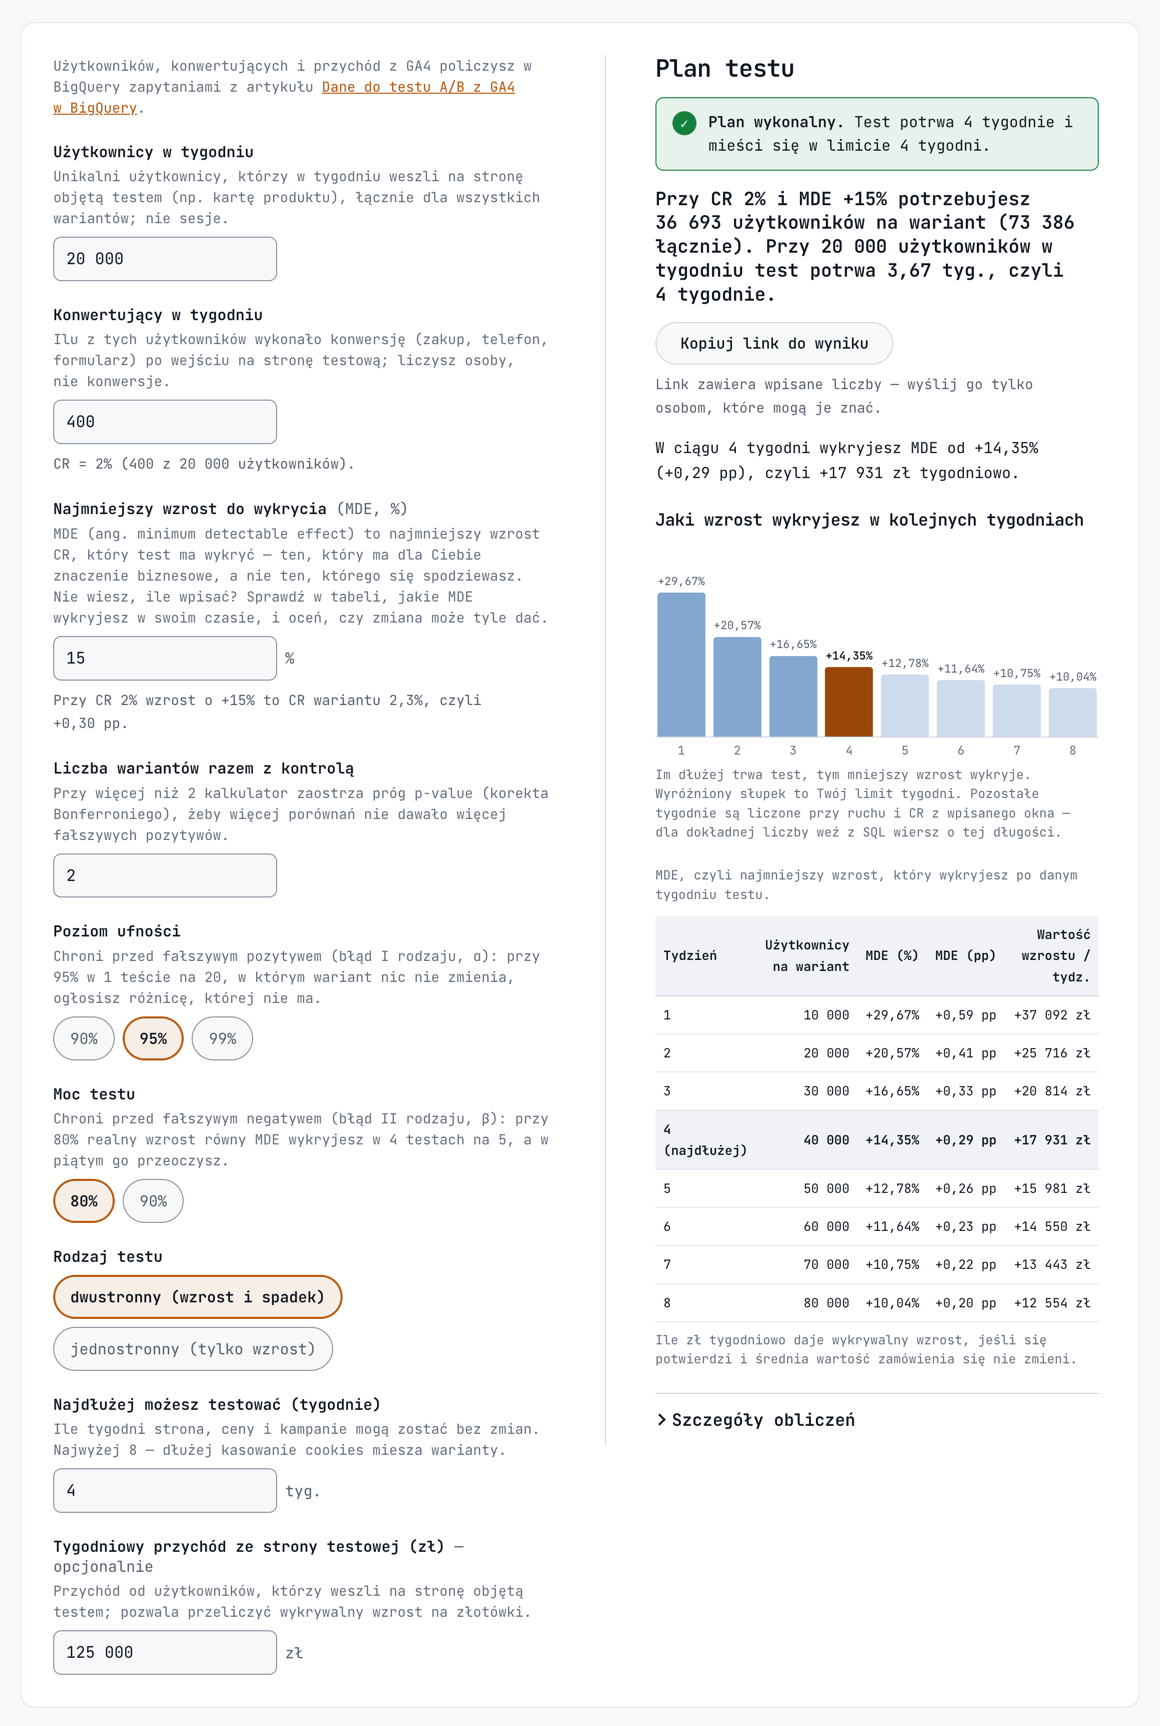 Użytkowników, konwertujących i przychód z GA4 policzysz w
BigQuery zapytaniami z artykułu Dane do testu A/B z GA4
w BigQuery.
Użytkownicy w tygodniu
Unikalni użytkownicy, którzy w tygodniu weszli na stronę
objętą testem (np. kartę produktu), łącznie dla wszystkich
wariantów; nie sesje.
20 000
Konwertujący w tygodniu
Ilu z tych użytkowników wykonało konwersję (zakup, telefon,
formularz) po wejściu na stronę testową; liczysz osoby,
nie konwersje.
400
CR = 2% (400 z 20 000 użytkowników).
Najmniejszy wzrost do wykrycia (MDE, %)
MDE (ang. minimum detectable effect) to najmniejszy wzrost
CR, który test ma wykryć — ten, który ma dla Ciebie
znaczenie biznesowe, a nie ten, którego się spodziewasz.
Nie wiesz, ile wpisać? Sprawdź w tabeli, jakie MDE
wykryjesz w swoim czasie, i oceń, czy zmiana może tyle dać.
15 %
Przy CR 2% wzrost o +15% to CR wariantu 2,3%, czyli
+0,30 pp.
Liczba wariantów razem z kontrolą
Przy więcej niż 2 kalkulator zaostrza próg p-value (korekta
Bonferroniego), żeby więcej porównań nie dawało więcej
fałszywych pozytywów.
2
Poziom ufności
Chroni przed fałszywym pozytywem (błąd I rodzaju, α): przy
95% w 1 teście na 20, w którym wariant nic nie zmienia,
ogłosisz różnicę, której nie ma.
90% 95% 99%
Moc testu
Chroni przed fałszywym negatywem (błąd II rodzaju, β): przy
80% realny wzrost równy MDE wykryjesz w 4 testach na 5, a w
piątym go przeoczysz.
80% 90%
Rodzaj testu
dwustronny (wzrost i spadek)
jednostronny (tylko wzrost)
Najdłużej możesz testować (tygodnie)
Ile tygodni strona, ceny i kampanie mogą zostać bez zmian.
Najwyżej 8 — dłużej kasowanie cookies miesza warianty.
4 tyg.
Tygodniowy przychód ze strony testowej (zł) —
opcjonalnie
Przychód od użytkowników, którzy weszli na stronę objętą
testem; pozwala przeliczyć wykrywalny wzrost na złotówki.
125 000 zł
Plan testu
✓ Plan wykonalny. Test potrwa 4 tygodnie i
mieści się w limicie 4 tygodni.
Przy CR 2% i MDE +15% potrzebujesz
36 693 użytkowników na wariant (73 386
łącznie). Przy 20 000 użytkowników w
tygodniu test potrwa 3,67 tyg., czyli
4 tygodnie.
Kopiuj link do wyniku
Link zawiera wpisane liczby — wyślij go tylko
osobom, które mogą je znać.
W ciągu 4 tygodni wykryjesz MDE od +14,35%
(+0,29 pp), czyli +17 931 zł tygodniowo.
Jaki wzrost wykryjesz w kolejnych tygodniach
+29,67% +20,57% +16,65% +14,35% +12,78% +11,64% +10,75% +10,04%
1 2 3 4 5 6 7 8
Im dłużej trwa test, tym mniejszy wzrost wykryje.
Wyróżniony słupek to Twój limit tygodni. Pozostałe
tygodnie są liczone przy ruchu i CR z wpisanego okna —
dla dokładnej liczby weź z SQL wiersz o tej długości.
MDE, czyli najmniejszy wzrost, który wykryjesz po danym
tygodniu testu.
Tydzień Użytkownicy na wariant MDE (%) MDE (pp) Wartość wzrostu / tydz.
1 10 000 +29,67% +0,59 pp +37 092 zł
2 20 000 +20,57% +0,41 pp +25 716 zł
3 30 000 +16,65% +0,33 pp +20 814 zł
4 (najdłużej) 40 000 +14,35% +0,29 pp +17 931 zł
5 50 000 +12,78% +0,26 pp +15 981 zł
6 60 000 +11,64% +0,23 pp +14 550 zł
7 70 000 +10,75% +0,22 pp +13 443 zł
8 80 000 +10,04% +0,20 pp +12 554 zł
Ile zł tygodniowo daje wykrywalny wzrost, jeśli się
potwierdzi i średnia wartość zamówienia się nie zmieni.
Szczegóły obliczeń